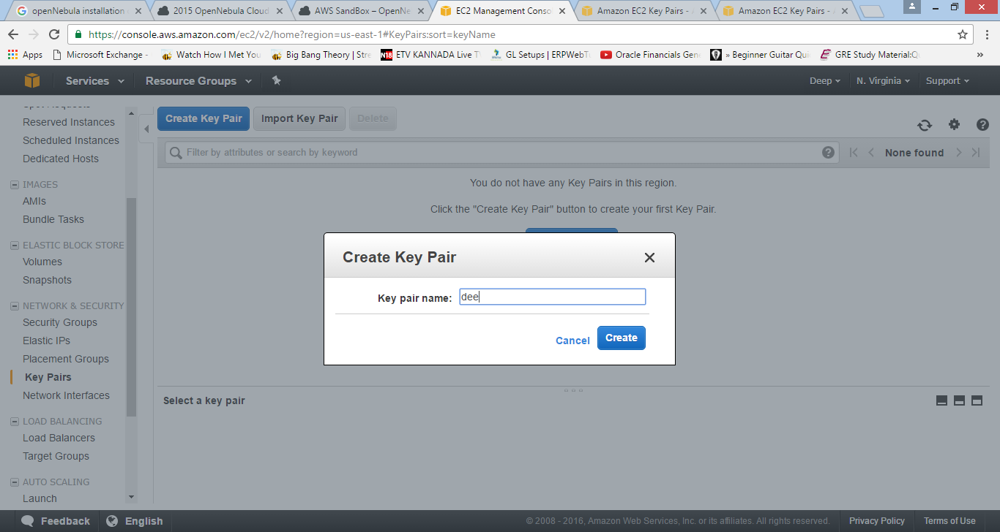 openNebula installation
2015 OpenNebula Cloud
AWS SandBox – OpenNe
EC2 Management Conso
Amazon EC2 Key Pairs -
Amazon EC2 Key Pairs -
https://console.aws.amazon.com/ec2/v2/home?region=us-east-1#KeyPairs:sort=keyName
Apps
Microsoft Exchange -
Watch How I Met You
Big Bang Theory | Stre
N18
ETV KANNADA Live T
GL Setups | ERPWebTu
Oracle Financials Gen
» Beginner Guitar Qui
GRE Study Material:Qu
»
Services
Resource Groups
Deep
N. Virginia
Support
Spot Requests
Reserved Instances
Scheduled Instances
Dedicated Hosts
IMAGES
AMIs
Bundle Tasks
ELASTIC BLOCK STORE
Volumes
Snapshots
NETWORK & SECURITY
Security Groups
Elastic IPs
Placement Groups
Key Pairs
Network Interfaces
LOAD BALANCING
Load Balancers
Target Groups
AUTO SCALING
Launch
Create Key Pair
Import Key Pair
Delete
Filter by attributes or search by keyword
None found
You do not have any Key Pairs in this region.
Click the "Create Key Pair" button to create your first Key Pair.
Create Key Pair
Key pair name:
dee
Cancel
Create
Select a key pair
Feedback
English
© 2008 - 2016, Amazon Web Services, Inc. or its affiliates. All rights reserved.
Privacy Policy
Terms of Use